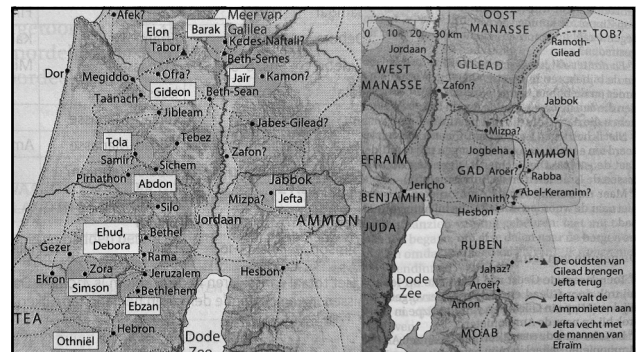 Afek?
Elon
Barak
Meer van
Galilea
Tabor
Kedes-Naftali?
Beth-Semes
Dor
Megiddo
Ofra?
Jaïr
Kamon?
Gideon
Taänach
Beth-Sean
Jibleam
Jabes-Gilead?
Tola
Tebez
Samir?
Sichem
Zafon?
Pirhathon
Abdon
Jabbok
Mizpa?
Jefta
Silo
Jordaan
AMMON
Ehud,
Debora
Bethel
Gezer
Rama
Zora
Jeruzalem
Hesbon
Ekron
Simson
Bethlehem
Ebzan
TEA
Hebron
Othniël
Dode
Zee
OOST
MANASSE
0 10 20 30 km
TOB?
Ramoth-
Gilead
Jordaan
GILEAD
WEST
MANASSE
Zafon?
Jabbok
Mizpa?
Jogbeha
AMMON
EFRAÏM
GAD
Aroër?
Rabba
Jericho
Abel-Keramim?
BENJAMIN
Minnith?
Hesbon
JUDA
RUBEN
Jahaz?
Dode
Zee
Aroër
Arnon
MOAB
De oudsten van
Gilead brengen
Jefta terug
Jefta valt de
Ammonieten aan
Jefta vecht met
de mannen van
Efraïm